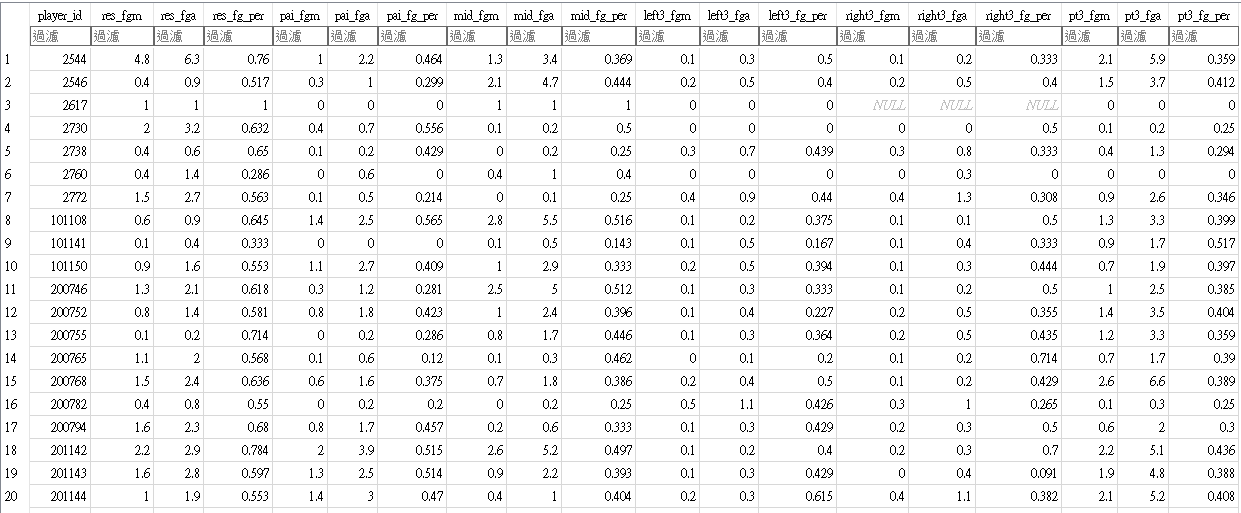 player_id res_fgm res_fga res_fg_per pai_fgm pai_fga pai_fg_per mid_fgm mid_fga mid_fg_per left3_fgm left3_fga left3_fg_per right3_fgm right3_fga right3_fg_per pt3_fgm pt3_fga pt3_fg_per
過濾 過濾 過濾 過濾 過濾 過濾 過濾 過濾 過濾 過濾 過濾 過濾 過濾 過濾 過濾 過濾 過濾 過濾 過濾
1 2544 4.8 6.3 0.76 1 2.2 0.464 1.3 3.4 0.369 0.1 0.3 0.5 0.1 0.2 0.333 2.1 5.9 0.359
2 2546 0.4 0.9 0.517 0.3 1 0.299 2.1 4.7 0.444 0.2 0.5 0.4 0.2 0.5 0.4 1.5 3.7 0.412
3 2617 1 1 1 0 0 0 1 1 1 0 0 0 NULL NULL NULL 0 0 0
4 2730 2 3.2 0.632 0.4 0.7 0.556 0.1 0.2 0.5 0 0 0 0 0 0.5 0.1 0.2 0.25
5 2738 0.4 0.6 0.65 0.1 0.2 0.429 0 0.2 0.25 0.3 0.7 0.439 0.3 0.8 0.333 0.4 1.3 0.294
6 2760 0.4 1.4 0.286 0 0.6 0 0.4 1 0.4 0 0 0 0 0.3 0 0 0 0
7 2772 1.5 2.7 0.563 0.1 0.5 0.214 0 0.1 0.25 0.4 0.9 0.44 0.4 1.3 0.308 0.9 2.6 0.346
8 101108 0.6 0.9 0.645 1.4 2.5 0.565 2.8 5.5 0.516 0.1 0.2 0.375 0.1 0.1 0.5 1.3 3.3 0.399
9 101141 0.1 0.4 0.333 0 0 0 0.1 0.5 0.143 0.1 0.5 0.167 0.1 0.4 0.333 0.9 1.7 0.517
10 101150 0.9 1.6 0.553 1.1 2.7 0.409 1 2.9 0.333 0.2 0.5 0.394 0.1 0.3 0.444 0.7 1.9 0.397
11 200746 1.3 2.1 0.618 0.3 1.2 0.281 2.5 5 0.512 0.1 0.3 0.333 0.1 0.2 0.5 1 2.5 0.385
12 200752 0.8 1.4 0.581 0.8 1.8 0.423 1 2.4 0.396 0.1 0.4 0.227 0.2 0.5 0.355 1.4 3.5 0.404
13 200755 0.1 0.2 0.714 0 0.2 0.286 0.8 1.7 0.446 0.1 0.3 0.364 0.2 0.5 0.435 1.2 3.3 0.359
14 200765 1.1 2 0.568 0.1 0.6 0.12 0.1 0.3 0.462 0 0.1 0.2 0.1 0.2 0.714 0.7 1.7 0.39
15 200768 1.5 2.4 0.636 0.6 1.6 0.375 0.7 1.8 0.386 0.2 0.4 0.5 0.1 0.2 0.429 2.6 6.6 0.389
16 200782 0.4 0.8 0.55 0 0.2 0.2 0 0.2 0.25 0.5 1.1 0.426 0.3 1 0.265 0.1 0.3 0.25
17 200794 1.6 2.3 0.68 0.8 1.7 0.457 0.2 0.6 0.333 0.1 0.3 0.429 0.2 0.3 0.5 0.6 2 0.3
18 201142 2.2 2.9 0.784 2 3.9 0.515 2.6 5.2 0.497 0.1 0.2 0.4 0.2 0.3 0.7 2.2 5.1 0.436
19 201143 1.6 2.8 0.597 1.3 2.5 0.514 0.9 2.2 0.393 0.1 0.3 0.429 0 0.4 0.091 1.9 4.8 0.388
20 201144 1 1.9 0.553 1.4 3 0.47 0.4 1 0.404 0.2 0.3 0.615 0.4 1.1 0.382 2.1 5.2 0.408